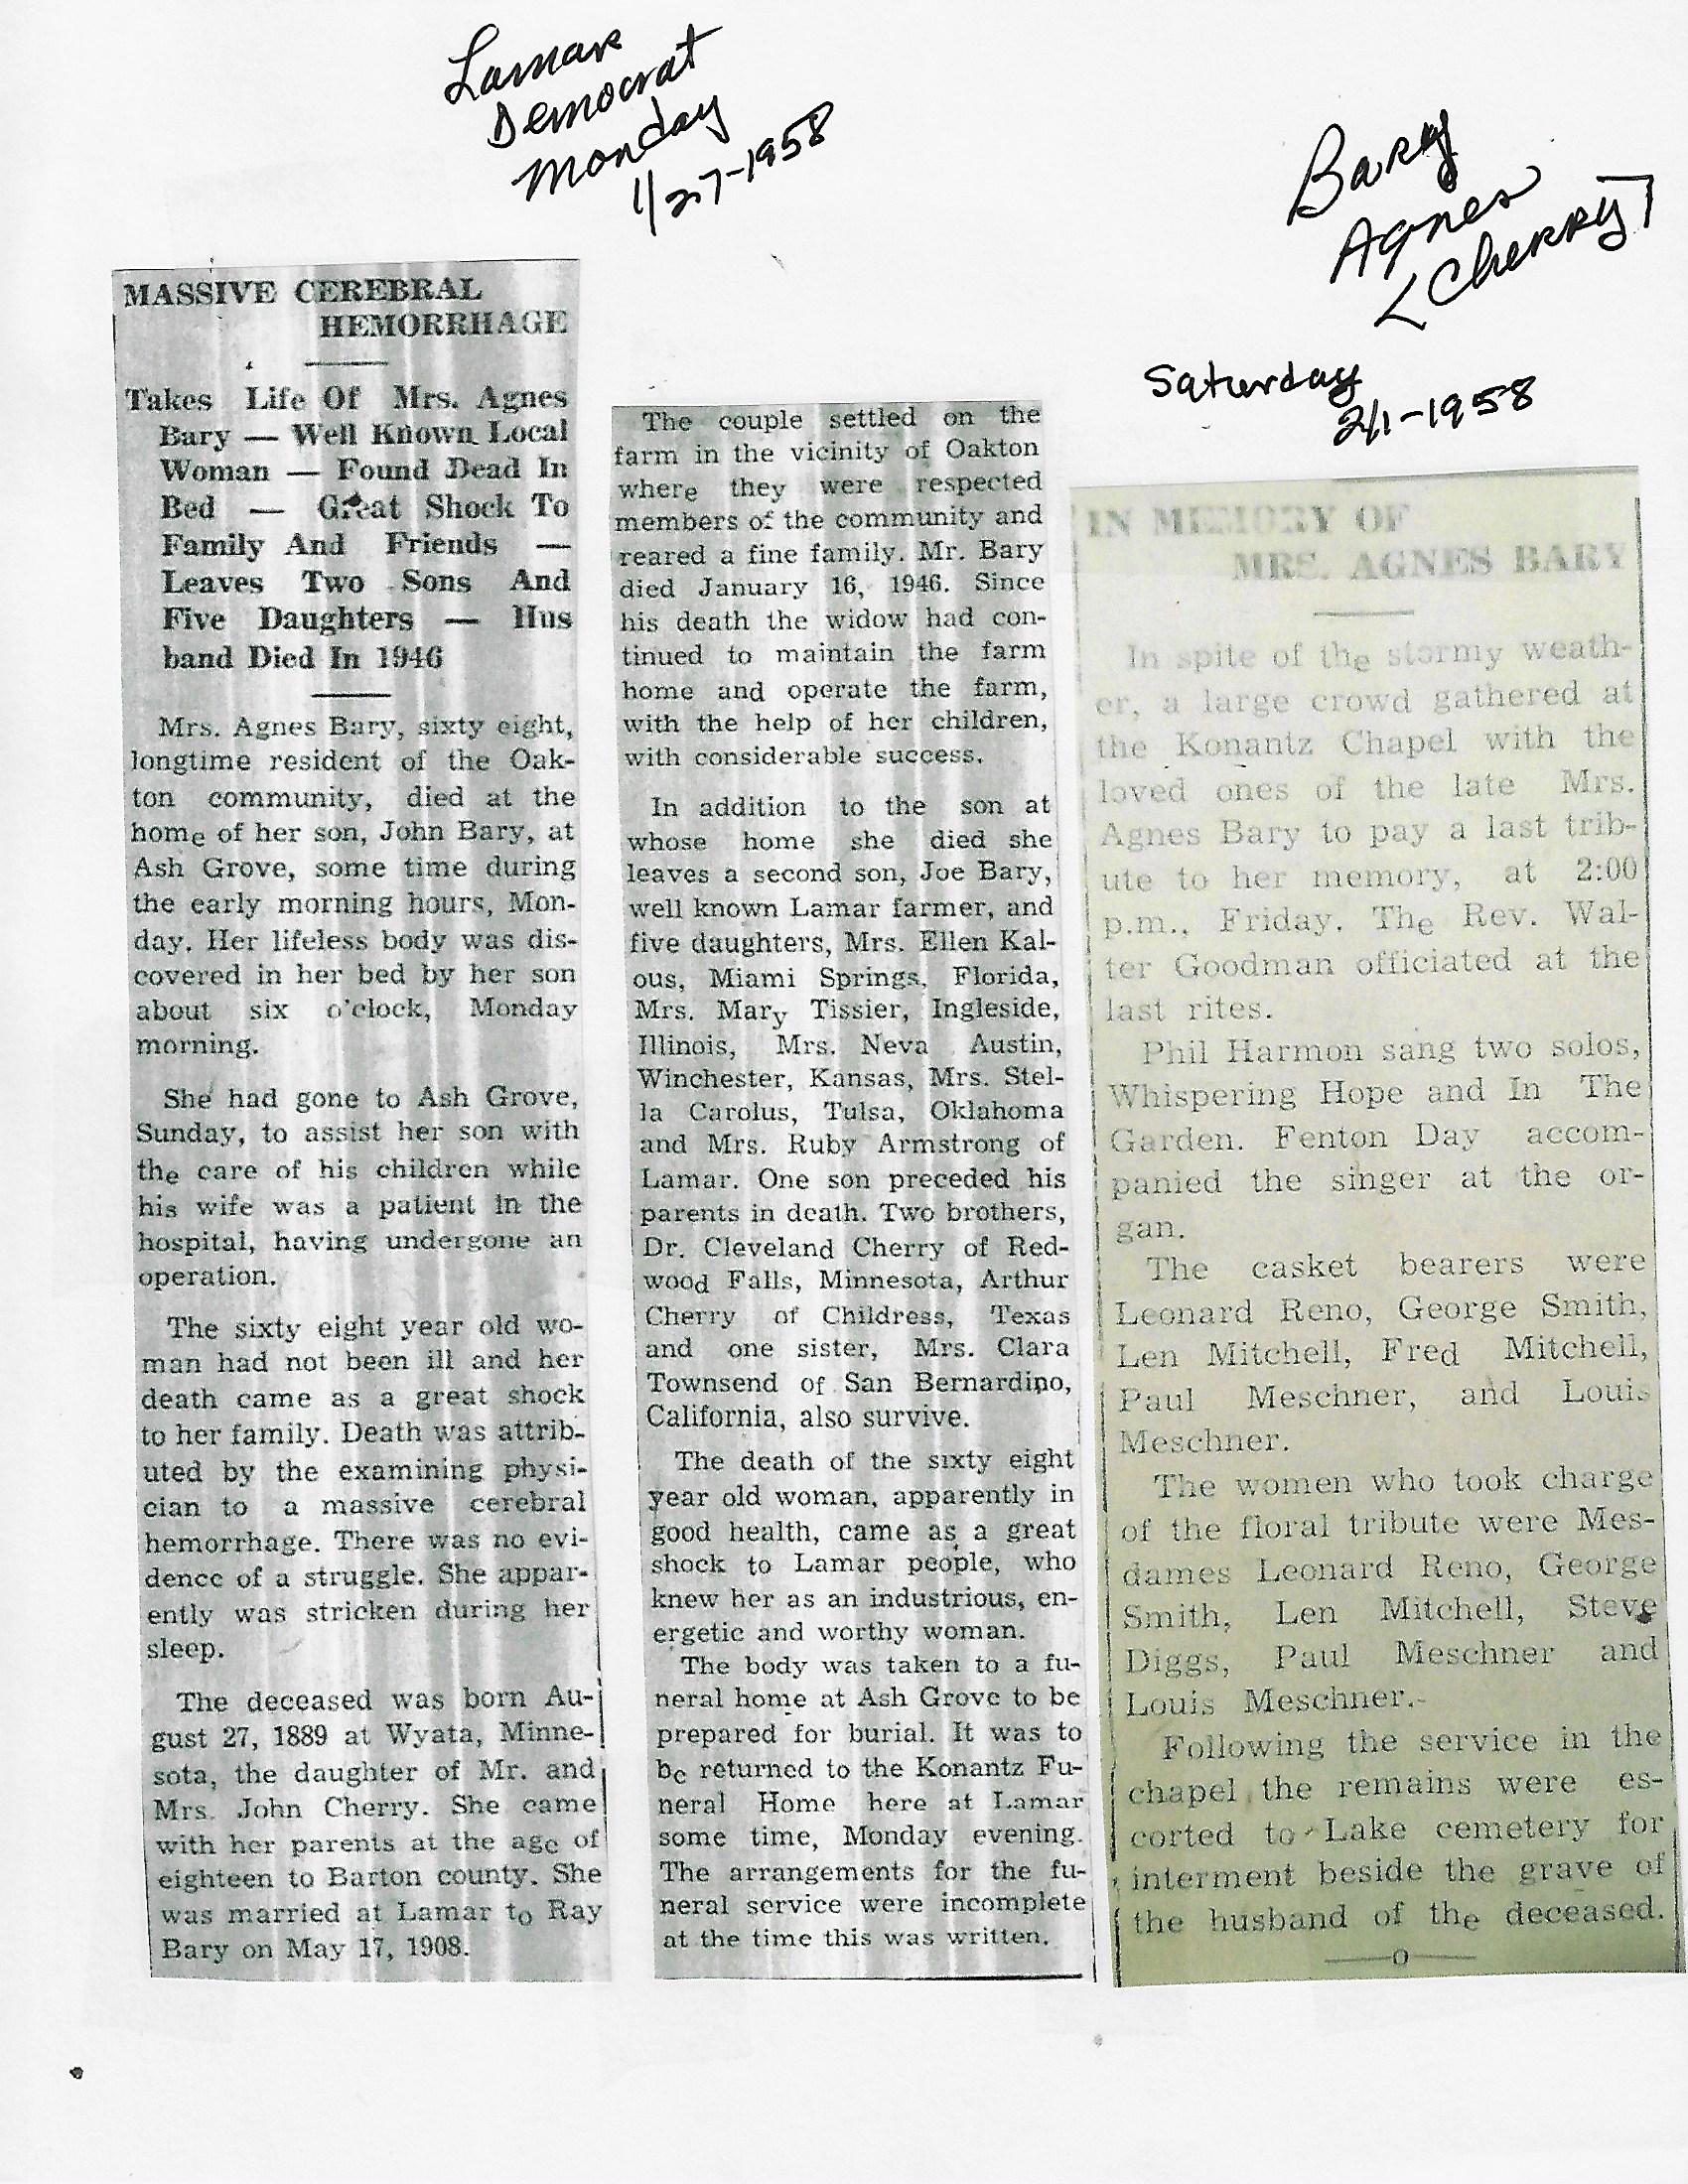 Lamar
Democrat
Monday
1/27-1958
Bary
Agnes
<Cherry]
Saturday
2/1-1958
MASSIVE CEREBRAL
HEMORRHAGE
Takes Life Of Mrs. Agnes
Bary — Well Known Local
Woman — Found Dead In
Bed — Great Shock To
Family And Friends —
Leaves Two Sons And
Five Daughters — Hus
band Died In 1946
Mrs. Agnes Bary, sixty eight,
longtime resident of the Oak-
ton community, died at the
home of her son, John Bary, at
Ash Grove, some time during
the early morning hours, Mon-
day. Her lifeless body was dis-
covered in her bed by her son
about six o'clock, Monday
morning.
She had gone to Ash Grove,
Sunday, to assist her son with
the care of his children while
his wife was a patient in the
hospital, having undergone an
operation.
The sixty eight year old wo-
man had not been ill and her
death came as a great shock
to her family. Death was attrib-
uted by the examining physi-
cian to a massive cerebral
hemorrhage. There was no evi-
dence of a struggle. She appar-
ently was stricken during her
sleep.
The deceased was born Au-
gust 27, 1889 at Wyata, Minne-
sota, the daughter of Mr. and
Mrs. John Cherry. She came
with her parents at the age of
eighteen to Barton county. She
was married at Lamar to Ray
Bary on May 17, 1908.
The couple settled on the
farm in the vicinity of Oakton
where they were respected
members of the community and
reared a fine family. Mr. Bary
died January 16, 1946. Since
his death the widow had con-
tinued to maintain the farm
home and operate the farm,
with the help of her children,
with considerable success.
In addition to the son at
whose home she died she
leaves a second son, Joe Bary,
well known Lamar farmer, and
five daughters, Mrs. Ellen Kal-
ous, Miami Springs, Florida,
Mrs. Mary Tissier, Ingleside,
Illinois, Mrs. Neva Austin,
Winchester, Kansas, Mrs. Stel-
la Carolus, Tulsa, Oklahoma
and Mrs. Ruby Armstrong of
Lamar. One son preceded his
parents in death. Two brothers,
Dr. Cleveland Cherry of Red-
wood Falls, Minnesota, Arthur
Cherry of Childress, Texas
and one sister, Mrs. Clara
Townsend of San Bernardino,
California, also survive.
The death of the sixty eight
year old woman, apparently in
good health, came as a great
shock to Lamar people, who
knew her as an industrious, en-
ergetic and worthy woman.
The body was taken to a fu-
neral home at Ash Grove to be
prepared for burial. It was to
be returned to the Konantz Fu-
neral Home here at Lamar
some time, Monday evening.
The arrangements for the fu-
neral service were incomplete
at the time this was written.
IN MEMORY OF
MRS. AGNES BARY
In spite of the stormy weath-
er, a large crowd gathered at
the Konantz Chapel with the
loved ones of the late Mrs.
Agnes Bary to pay a last trib-
ute to her memory, at 2:00
p.m., Friday. The Rev. Wal-
ter Goodman officiated at the
last rites.
Phil Harmon sang two solos,
Whispering Hope and In The
Garden. Fenton Day accom-
panied the singer at the or-
gan.
The casket bearers were
Leonard Reno, George Smith,
Len Mitchell, Fred Mitchell,
Paul Meschner, and Louis
Meschner.
The women who took charge
of the floral tribute were Mes-
dames Leonard Reno, George
Smith, Len Mitchell, Steve
Diggs, Paul Meschner and
Louis Meschner.-
Following the service in the
chapel the remains were es-
corted to Lake cemetery for
interment beside the grave of
the husband of the deceased.
——o——